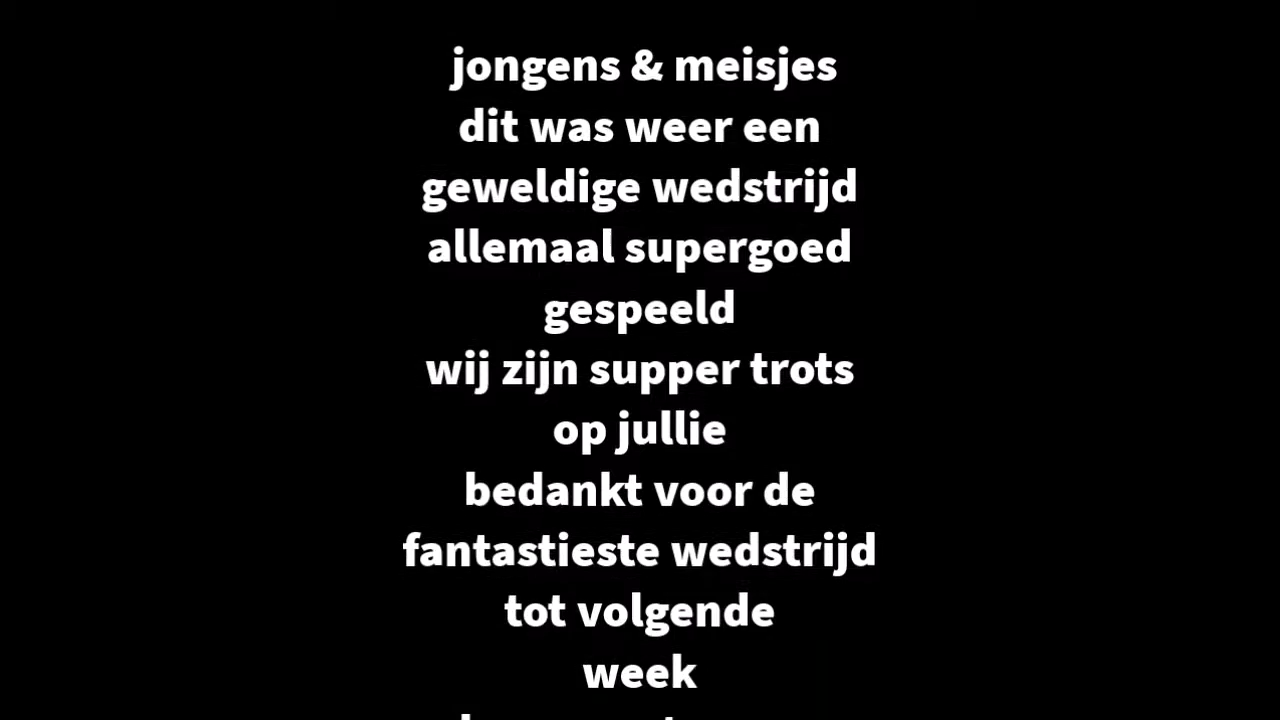 jongens & meisjes
dit was weer een
geweldige wedstrijd
allemaal supergoed
gespeeld
wij zijn supper trots
op jullie
bedankt voor de
fantastieste wedstrijd
tot volgende
week